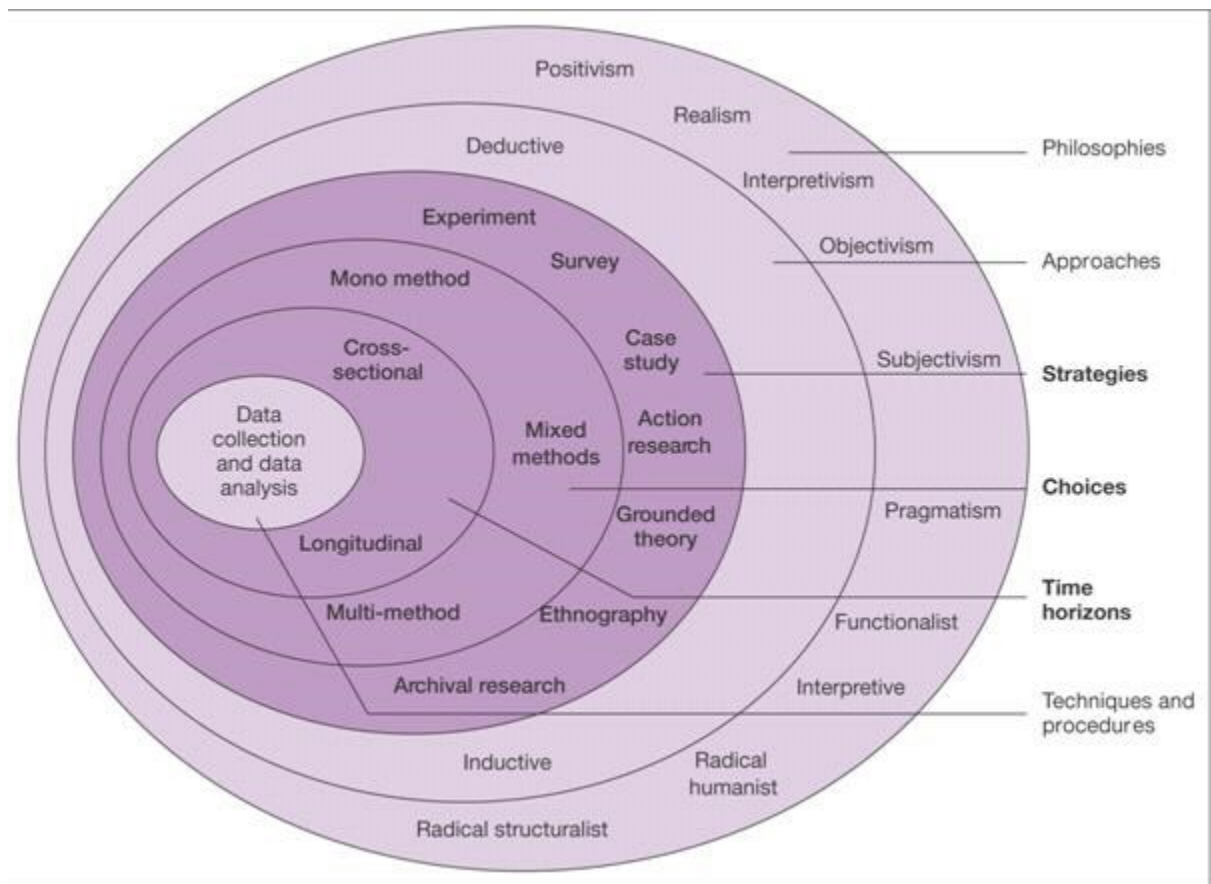 Positivism
Realism
Deductive
Philosophies
Interpretivism
Experiment
Objectivism
Survey
Approaches
Mono method
Case
study
Cross-
sectional
Subjectivism
Strategies
Data
collection
and data
analysis
Mixed
methods
Action
research
Choices
Pragmatism
Grounded
theory
Longitudinal
Time
horizons
Multi-method
Ethnography
Functionalist
Archival research
Interpretive
Techniques and
procedures
Inductive
Radical
humanist
Radical structuralist